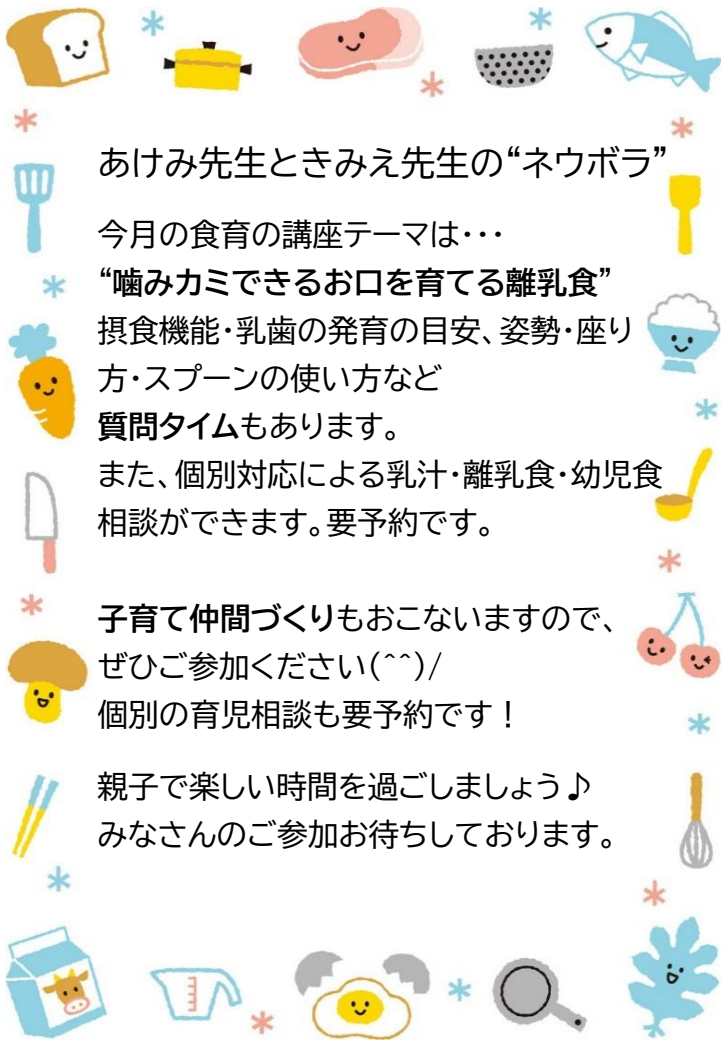 あけみ先生ときみえ先生の“ネウボラ”
今月の食育の講座テーマは・・・
“噛みカミできるお口を育てる離乳食”
摂食機能・乳歯の発育の目安、姿勢・座り
方・スプーンの使い方など
質問タイムもあります。
また、個別対応による乳汁・離乳食・幼児食
相談ができます。要予約です。
子育て仲間づくりもおこないますので、
ぜひご参加ください(^^)/
個別の育児相談も要予約です！
親子で楽しい時間を過ごしましょう♪
みなさんのご参加お待ちしております。